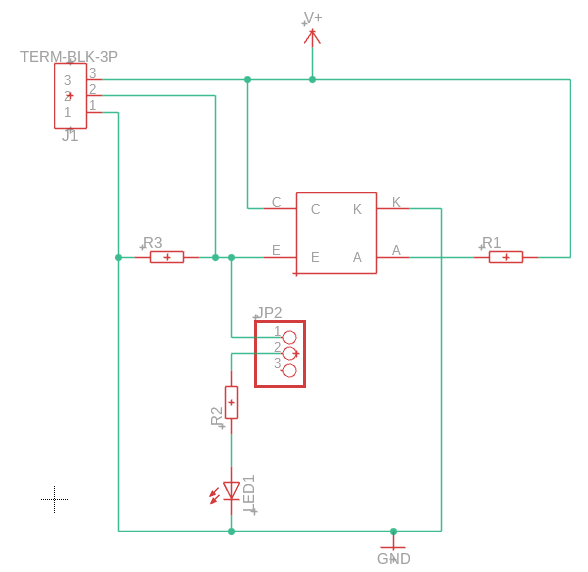 V+
TERM-BLK-3P
3 3
2 2
1 1
J1
C C K K
E E A A
R3
R1
JP2
1
2
3
R2
LED1
GND